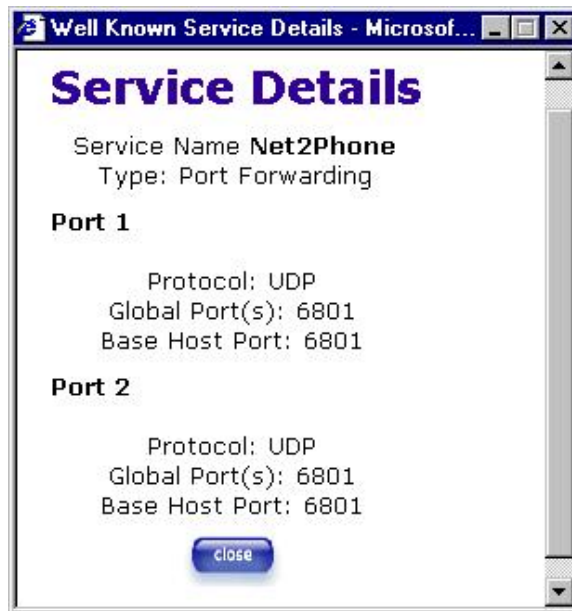 Well Known Service Details - Microsof...
Service Details
Service Name Net2Phone
Type: Port Forwarding
Port 1
Protocol: UDP
Global Port(s): 6801
Base Host Port: 6801
Port 2
Protocol: UDP
Global Port(s): 6801
Base Host Port: 6801
close